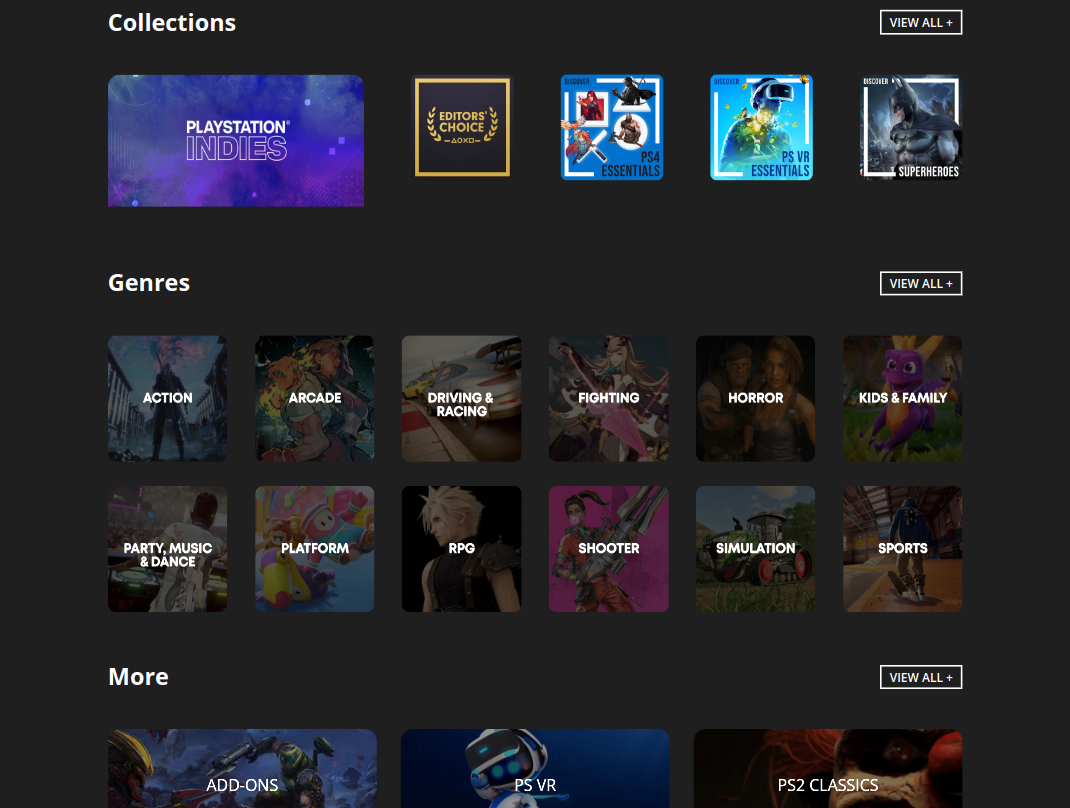 Collections
VIEW ALL +
PLAYSTATION®
INDIES
EDITORS'
CHOICE
DISCOVER
PS4
ESSENTIALS
DISCOVER
PS VR
ESSENTIALS
DISCOVER
SUPERHEROES
Genres
VIEW ALL +
ACTION
ARCADE
DRIVING &
RACING
FIGHTING
HORROR
KIDS & FAMILY
PARTY, MUSIC
& DANCE
PLATFORM
RPG
SHOOTER
SIMULATION
SPORTS
More
VIEW ALL +
ADD-ONS
PS VR
PS2 CLASSICS